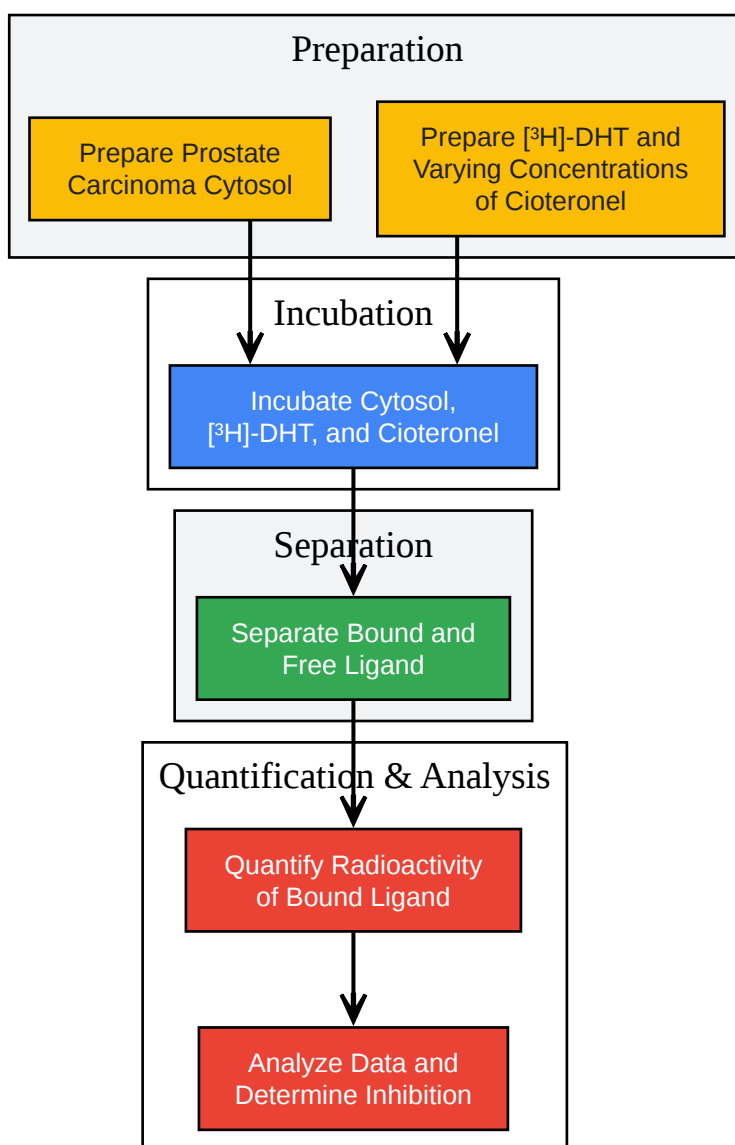 Preparation
Prepare Prostate
Carcinoma Cytosol
Prepare [³H]-DHT and
Varying Concentrations
of Cioteronel
Incubation
Incubate Cytosol,
[³H]-DHT, and Cioteronel
Separation
Separate Bound and
Free Ligand
Quantification & Analysis
Quantify Radioactivity
of Bound Ligand
Analyze Data and
Determine Inhibition